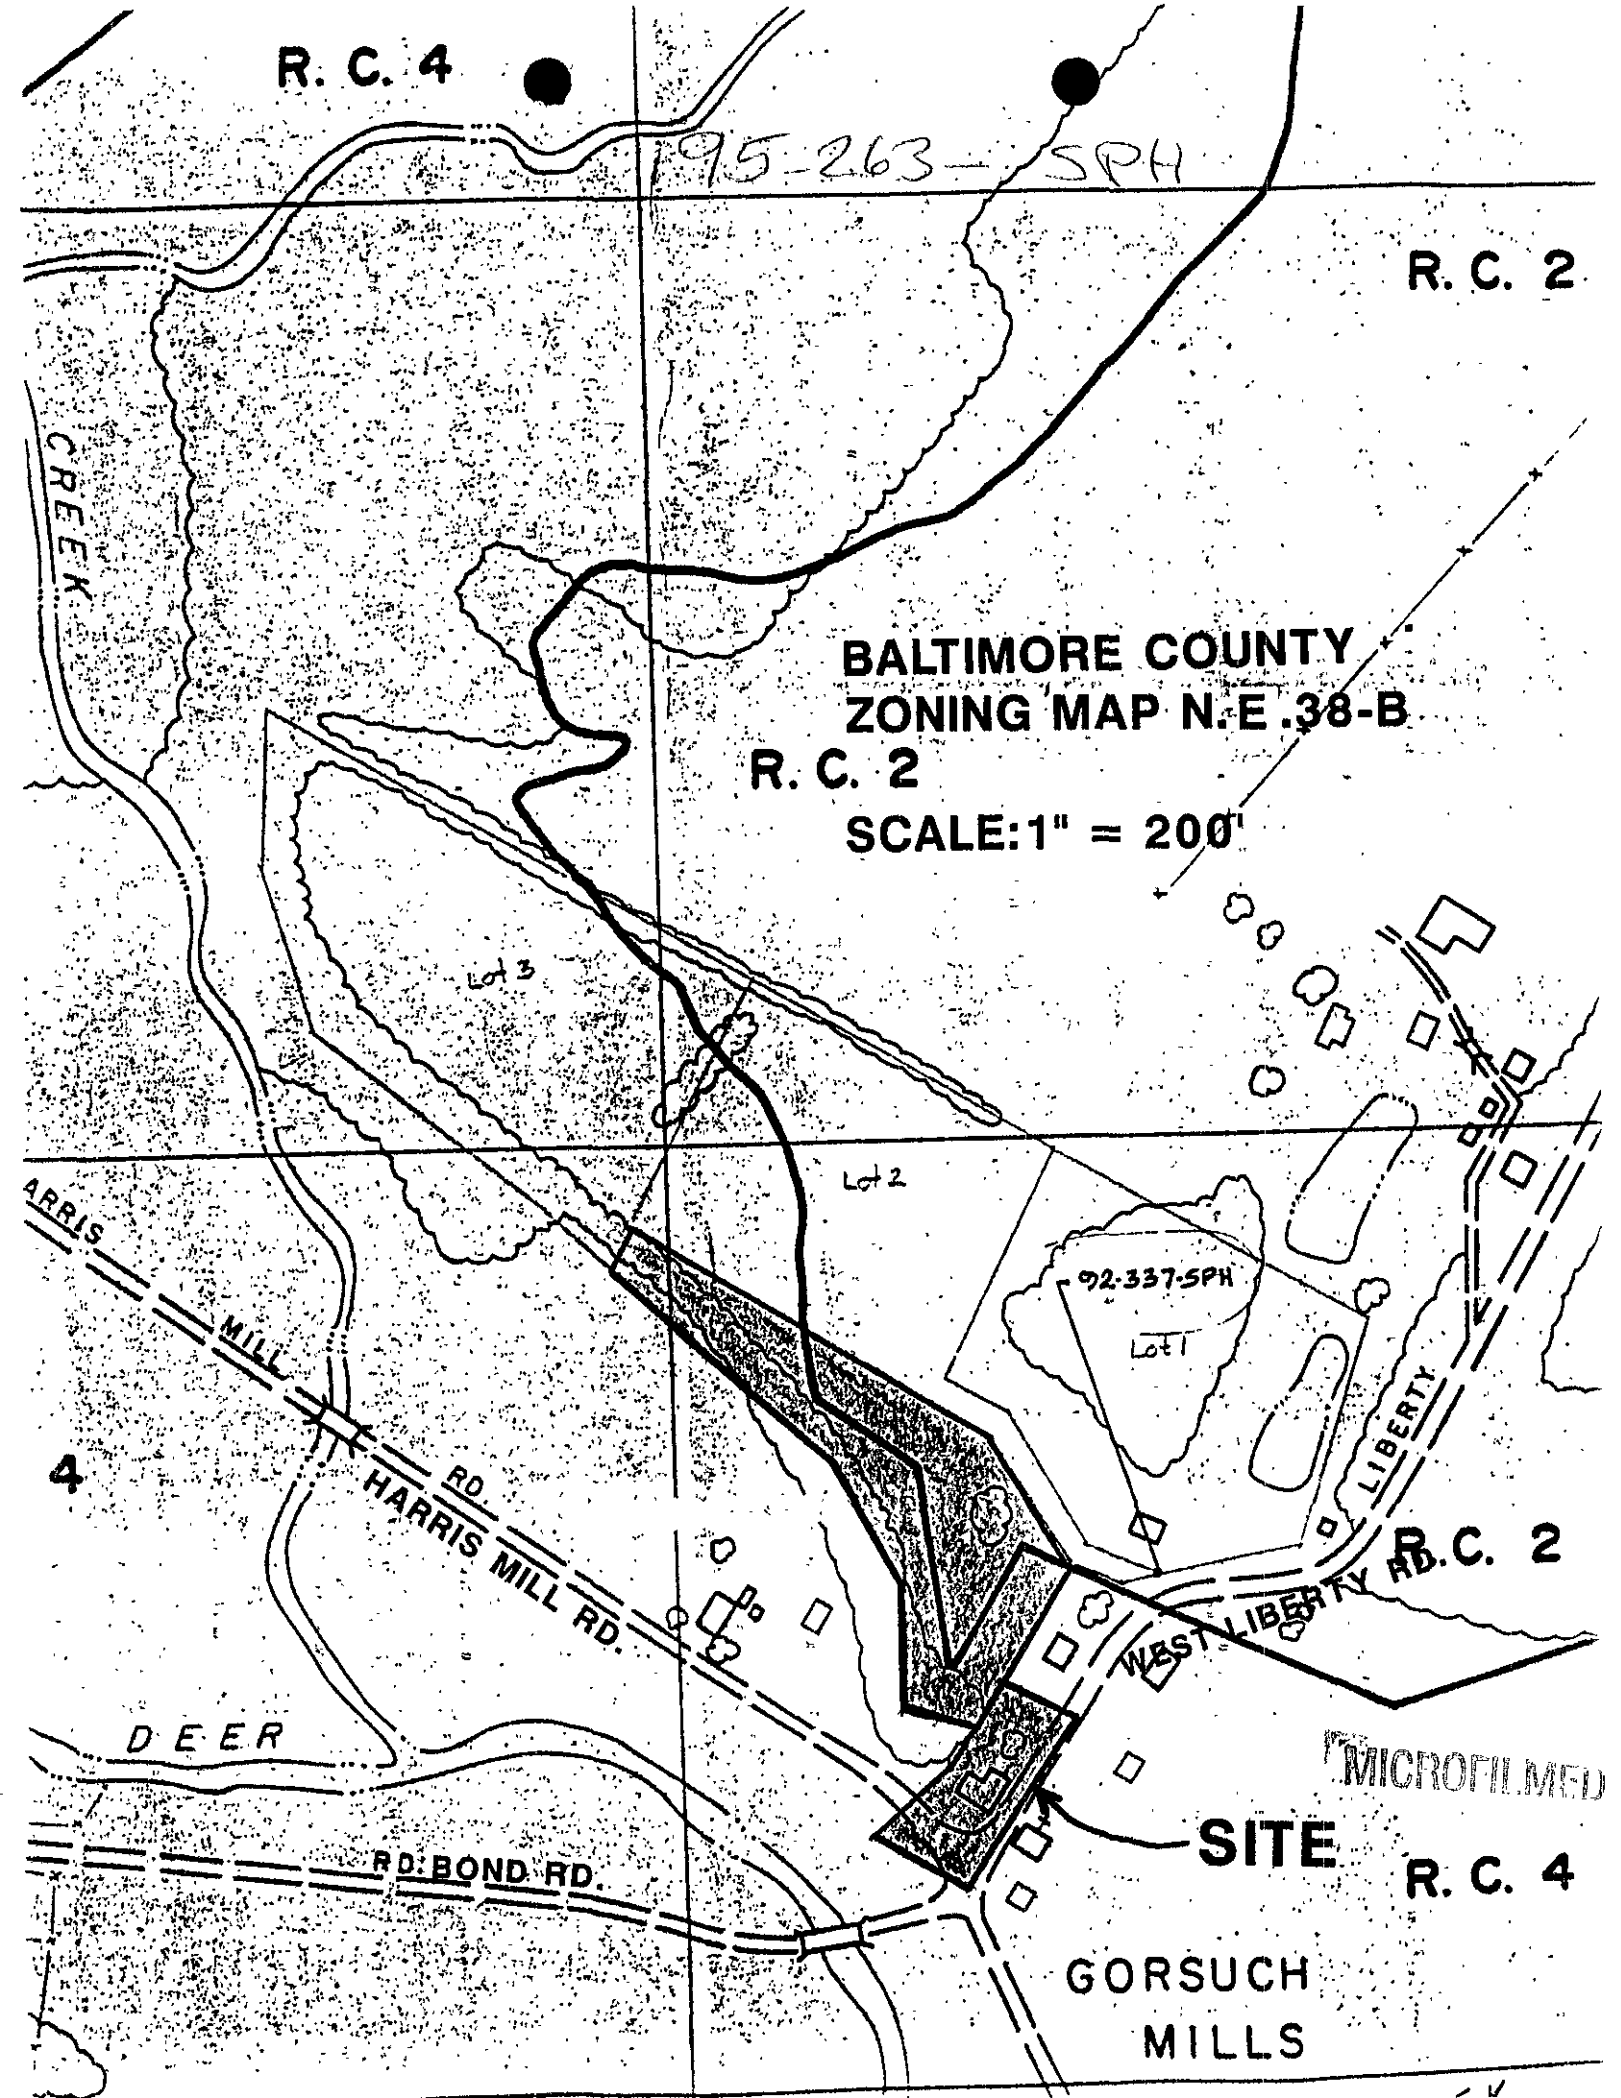 R. C. 4
95-263- SPH
R. C. 2
CREEK
BALTIMORE COUNTY
ZONING MAP N.E.38-B
R. C. 2
SCALE: 1" = 200'
Lot 3
Lot 2
92-337-SPH
Lot 1
ARRIS
MILL
RD.
HARRIS MILL RD.
4
LIBERTY
R.C. 2
WEST LIBERTY RD.
DEER
MICROFILMED
SITE
RD. BOND RD.
R. C. 4
GORSUCH
MILLS